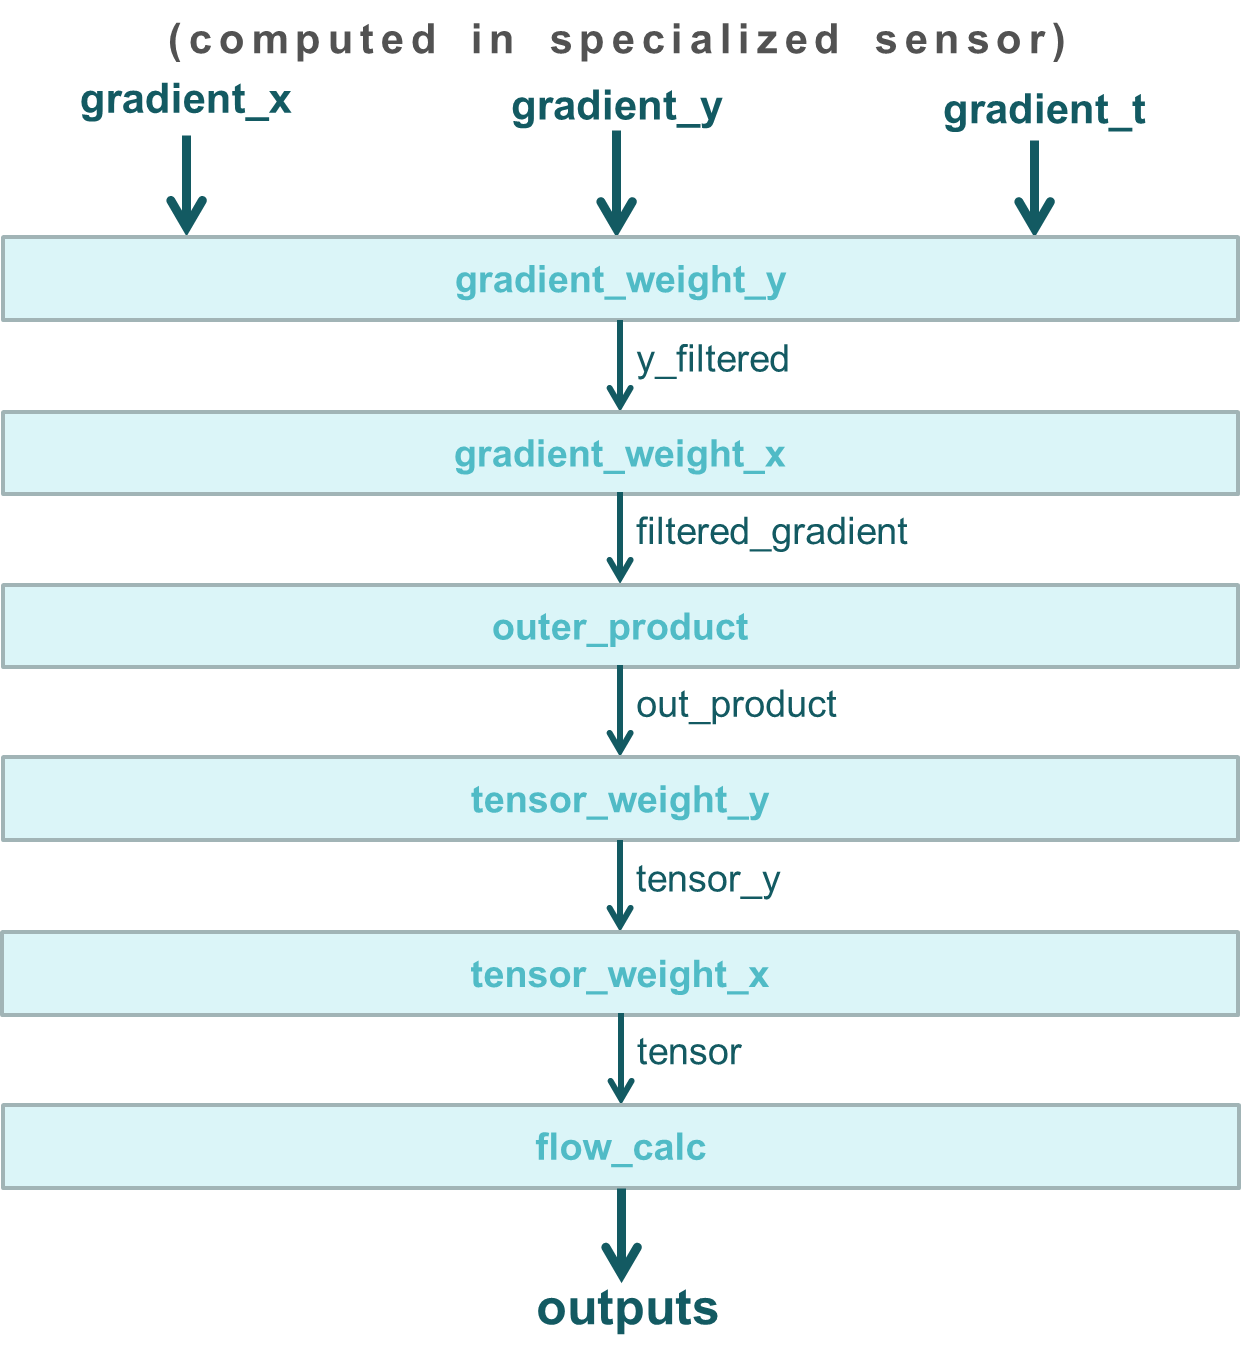 (computed in specialized sensor)
gradient_x
gradient_y
gradient_t
gradient_weight_y
y_filtered
gradient_weight_x
filtered_gradient
outer_product
out_product
tensor_weight_y
tensor_y
tensor_weight_x
tensor
flow_calc
outputs